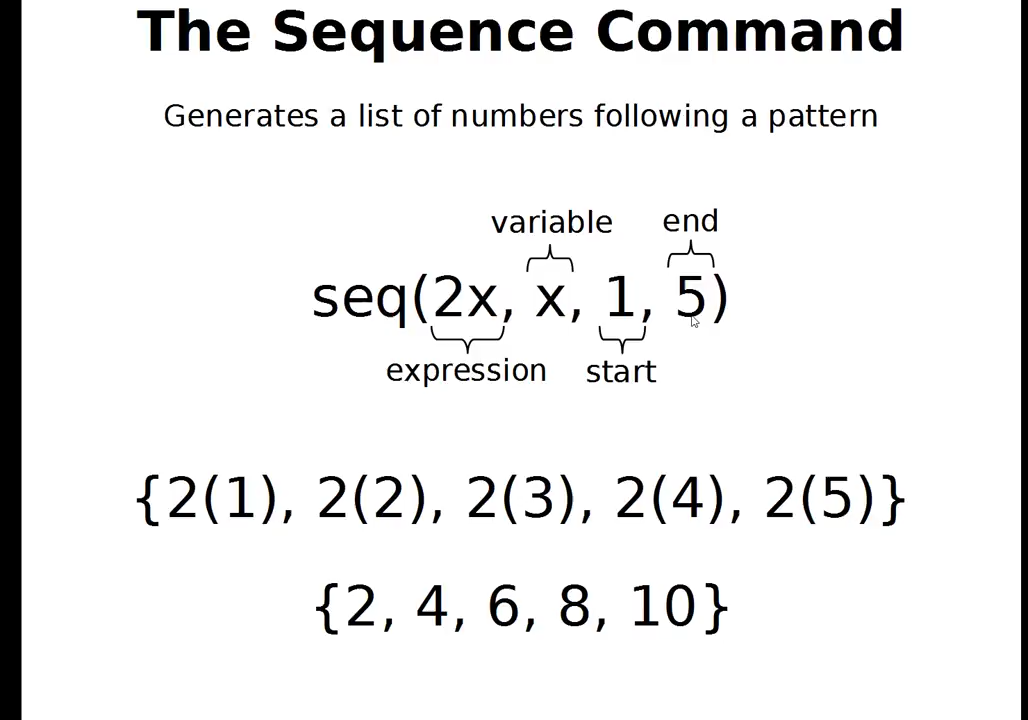 The Sequence Command
Generates a list of numbers following a pattern
variable end
seq(2x, x, 1, 5)
expression start
{2(1), 2(2), 2(3), 2(4), 2(5)}
{2, 4, 6, 8, 10}